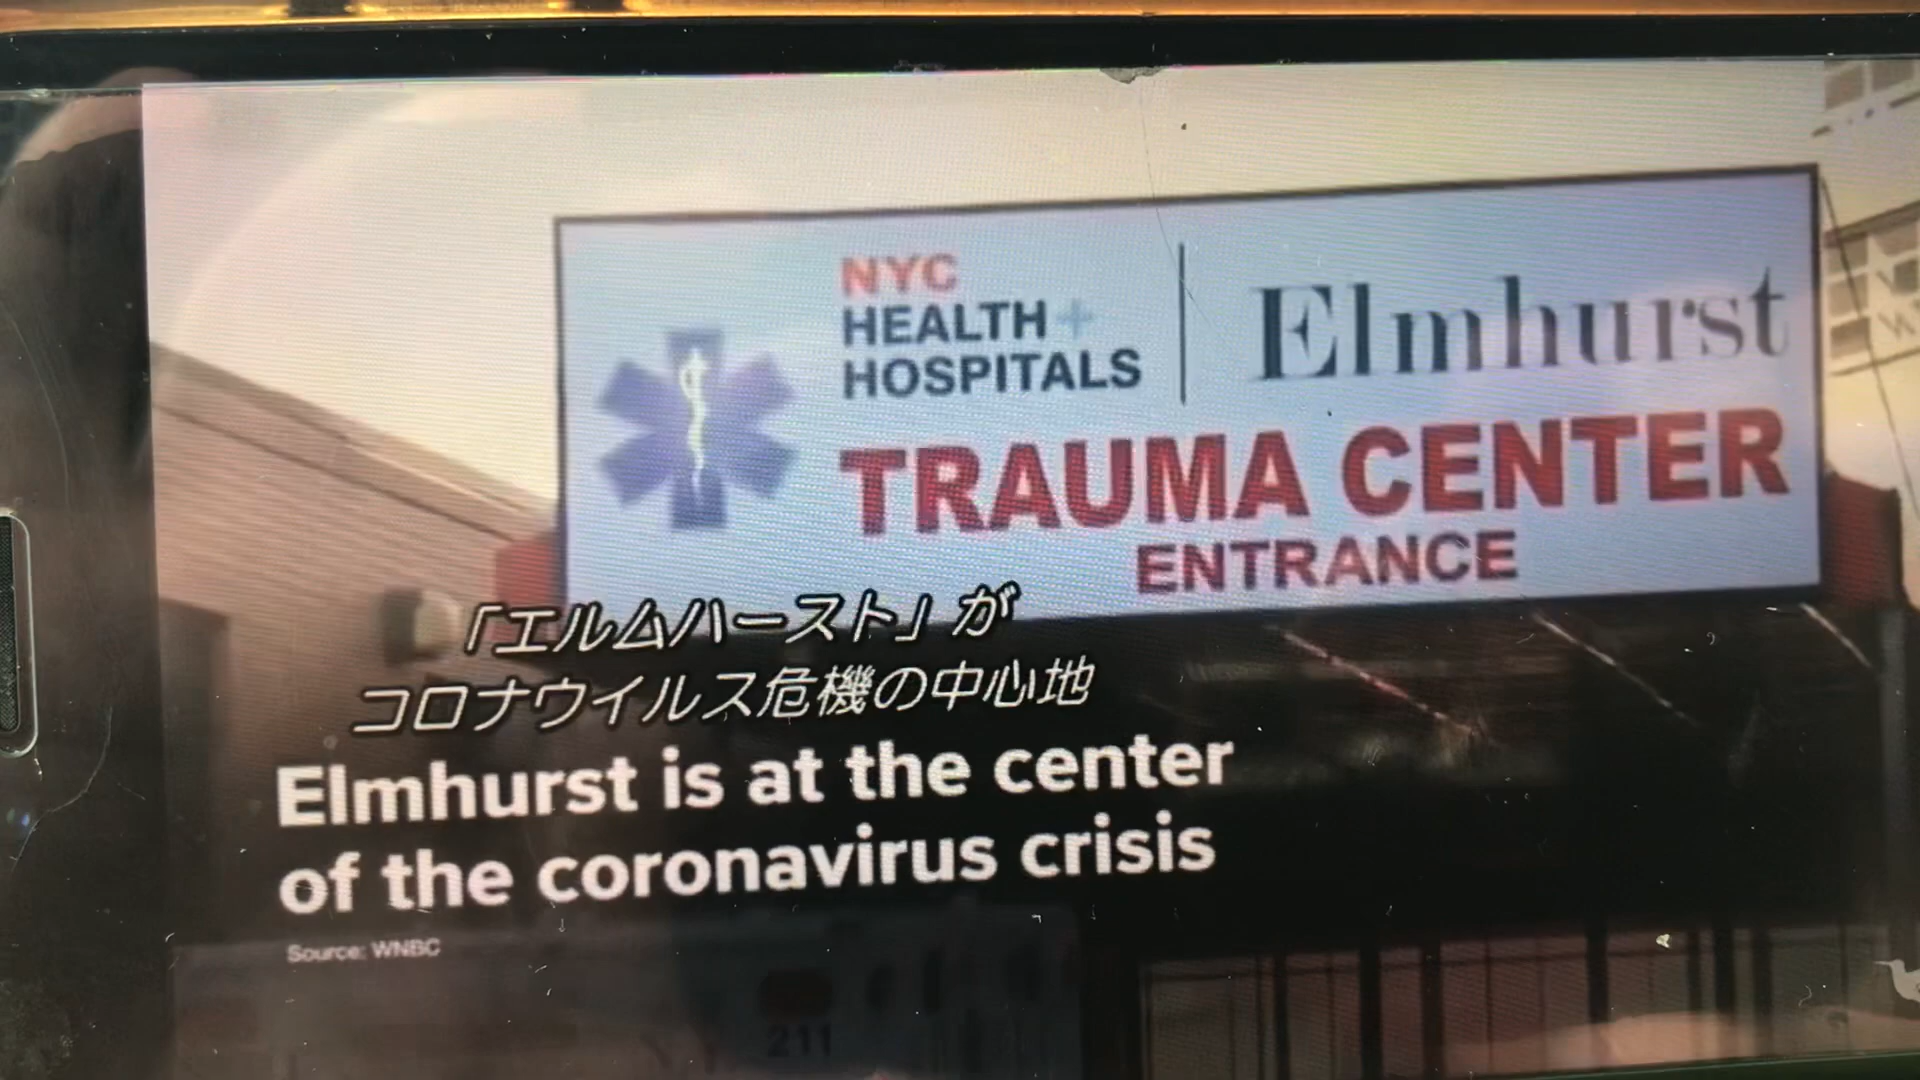 NYC
HEALTH +
HOSPITALS
Elmhurst
TRAUMA CENTER
ENTRANCE
「エルムハースト」が
コロナウイルス危機の中心地
Elmhurst is at the center
of the coronavirus crisis
Source: WNBC
211